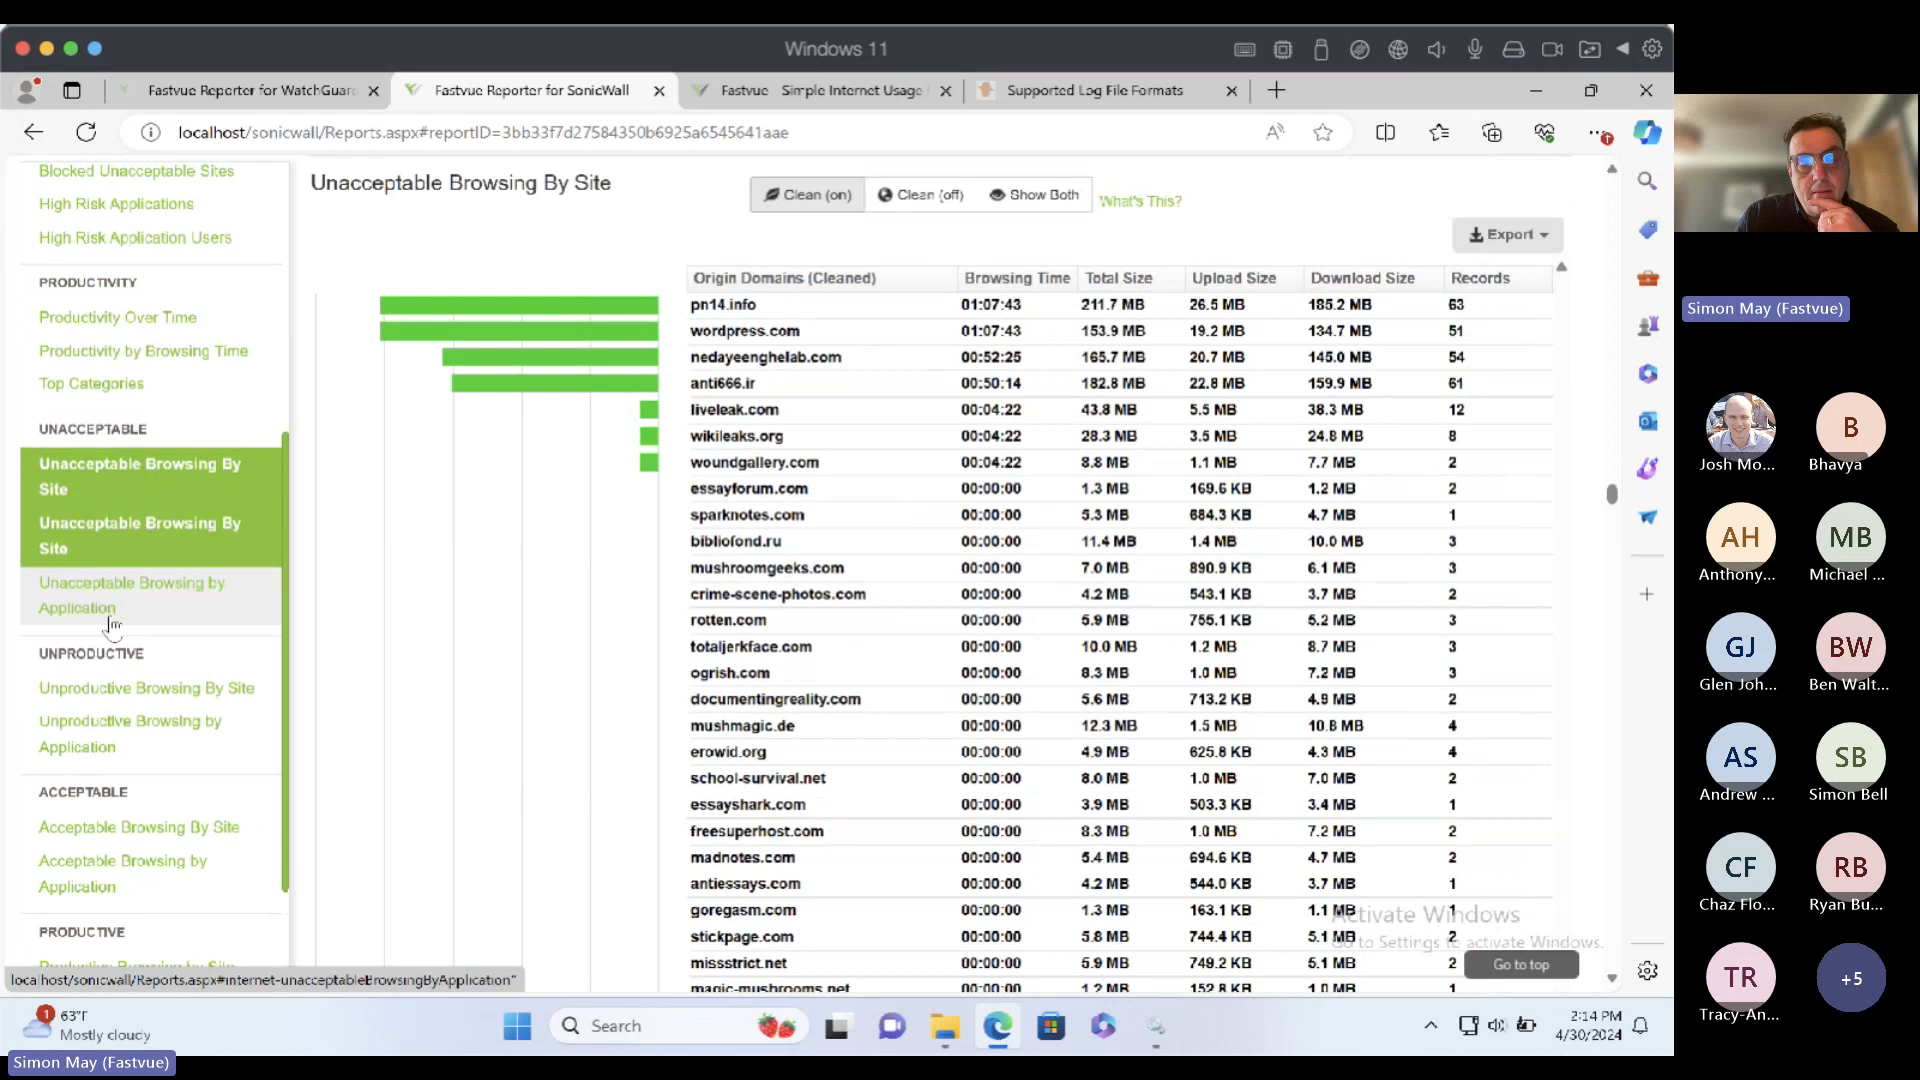 Windows 11
Fastvue Reporter for WatchGuar
Fastvue Reporter for SonicWall
Fastvue Simple Internet Usage R
Supported Log File Formats
localhost/sonicwall/Reports.aspx#reportID=3bb33f7d27584350b6925a6545641aae
Blocked Unacceptable Sites
High Risk Applications
High Risk Application Users
PRODUCTIVITY
Productivity Over Time
Productivity by Browsing Time
Top Categories
UNACCEPTABLE
Unacceptable Browsing By
Site
Unacceptable Browsing By
Site
Unacceptable Browsing by
Application
UNPRODUCTIVE
Unproductive Browsing By Site
Unproductive Browsing by
Application
ACCEPTABLE
Acceptable Browsing By Site
Acceptable Browsing by
Application
PRODUCTIVE
Productive Browsing By Site
localhost/sonicwall/Reports.aspx#internet-unacceptableBrowsingByApplication"
Unacceptable Browsing By Site
Clean (on)
Clean (off)
Show Both
What's This?
Export
Origin Domains (Cleaned) Browsing Time Total Size Upload Size Download Size Records
pn14.info 01:07:43 211.7 MB 26.5 MB 185.2 MB 63
wordpress.com 01:07:43 153.9 MB 19.2 MB 134.7 MB 51
nedayeenghelab.com 00:52:25 165.7 MB 20.7 MB 145.0 MB 54
anti666.ir 00:50:14 182.8 MB 22.8 MB 159.9 MB 61
liveleak.com 00:04:22 43.8 MB 5.5 MB 38.3 MB 12
wikileaks.org 00:04:22 28.3 MB 3.5 MB 24.8 MB 8
woundgallery.com 00:04:22 8.8 MB 1.1 MB 7.7 MB 2
essayforum.com 00:00:00 1.3 MB 169.6 KB 1.2 MB 2
sparknotes.com 00:00:00 5.3 MB 684.3 KB 4.7 MB 1
bibliofond.ru 00:00:00 11.4 MB 1.4 MB 10.0 MB 3
mushroomgeeks.com 00:00:00 7.0 MB 890.9 KB 6.1 MB 3
crime-scene-photos.com 00:00:00 4.2 MB 543.1 KB 3.7 MB 2
rotten.com 00:00:00 5.9 MB 755.1 KB 5.2 MB 3
totaljerkface.com 00:00:00 10.0 MB 1.2 MB 8.7 MB 3
ogrish.com 00:00:00 8.3 MB 1.0 MB 7.2 MB 3
documentingreality.com 00:00:00 5.6 MB 713.2 KB 4.9 MB 2
mushmagic.de 00:00:00 12.3 MB 1.5 MB 10.8 MB 4
erowid.org 00:00:00 4.9 MB 625.8 KB 4.3 MB 4
school-survival.net 00:00:00 8.0 MB 1.0 MB 7.0 MB 2
essayshark.com 00:00:00 3.9 MB 503.3 KB 3.4 MB 1
freesuperhost.com 00:00:00 8.3 MB 1.0 MB 7.2 MB 2
madnotes.com 00:00:00 5.4 MB 694.6 KB 4.7 MB 2
antiessays.com 00:00:00 4.2 MB 544.0 KB 3.7 MB 1
goregasm.com 00:00:00 1.3 MB 163.1 KB 1.1 MB 1
stickpage.com 00:00:00 5.8 MB 744.4 KB 5.1 MB 2
missstrict.net 00:00:00 5.9 MB 749.2 KB 5.1 MB 2
magic-mushrooms.net 00:00:00 1.2 MB 152.8 KB 1.0 MB 1
Activate Windows
Go to Settings to activate Windows.
Go to top
1
63°F
Mostly cloudy
Search
2:14 PM
4/30/2024
Simon May (Fastvue)
Simon May (Fastvue)
Josh Mo...
B
Bhavya
AH
Anthony...
MB
Michael ...
GJ
Glen Joh...
BW
Ben Walt...
AS
Andrew ...
SB
Simon Bell
CF
Chaz Flo...
RB
Ryan Bu...
TR
Tracy-An...
+5